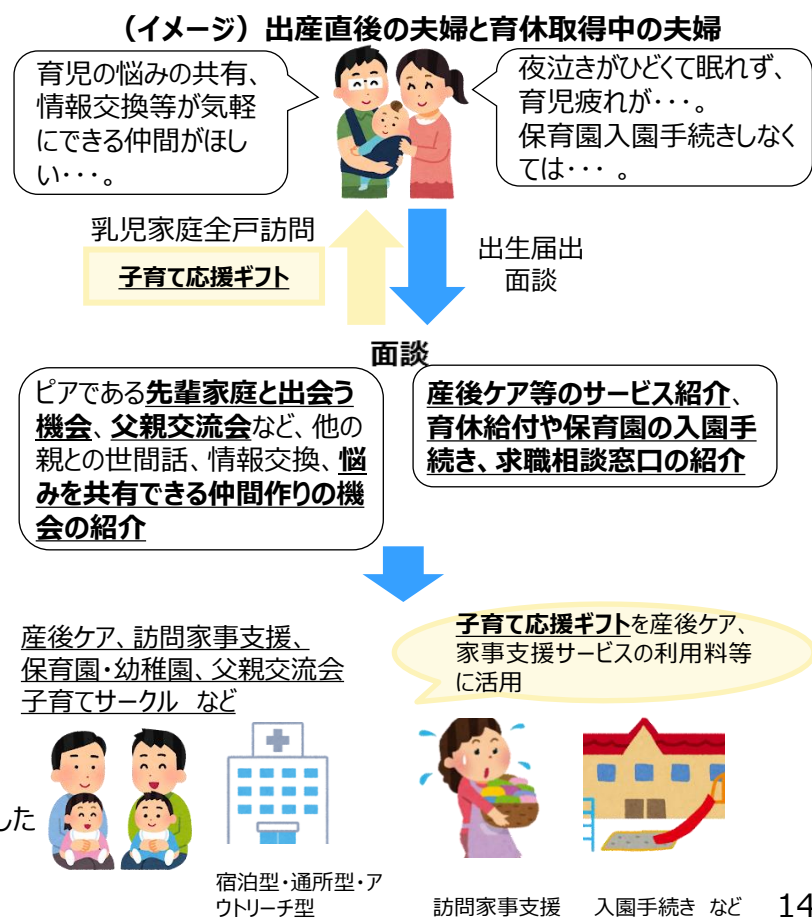 （イメージ）出産直後の夫婦と育休取得中の夫婦
育児の悩みの共有、
情報交換等が気軽
にできる仲間がほし
い・・・。
夜泣きがひどくて眠れず、
育児疲れが・・・。
保育園入園手続きしなく
ては・・・ 。
乳児家庭全戸訪問
子育て応援ギフト
出生届出
面談
面談
ピアである先輩家庭と出会う
機会、父親交流会など、他の
親との世間話、情報交換、悩
みを共有できる仲間作りの機
会の紹介
産後ケア等のサービス紹介、
育休給付や保育園の入園手
続き、求職相談窓口の紹介
産後ケア、訪問家事支援、
保育園・幼稚園、父親交流会
子育てサークル など
子育て応援ギフトを産後ケア、
家事支援サービスの利用料等
に活用
した
宿泊型・通所型・ア
ウトリーチ型
訪問家事支援
入園手続き など
14